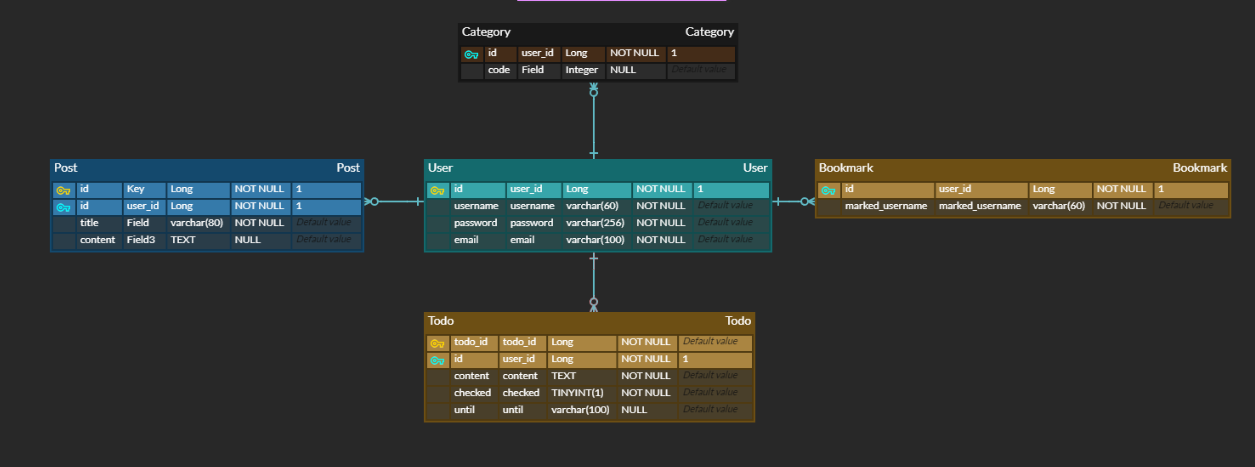 Category Category
id user_id Long NOT NULL 1
code Field Integer NULL Default value
Post Post
id Key Long NOT NULL 1
id user_id Long NOT NULL 1
title Field varchar(80) NOT NULL Default value
content Field3 TEXT NULL Default value
User User
id user_id Long NOT NULL 1
username username varchar(60) NOT NULL Default value
password password varchar(256) NOT NULL Default value
email email varchar(100) NOT NULL Default value
Bookmark Bookmark
id user_id Long NOT NULL 1
marked_username marked_username varchar(60) NOT NULL Default value
Todo Todo
todo_id todo_id Long NOT NULL Default value
id user_id Long NOT NULL 1
content content TEXT NOT NULL Default value
checked checked TINYINT(1) NOT NULL Default value
until until varchar(100) NULL Default value